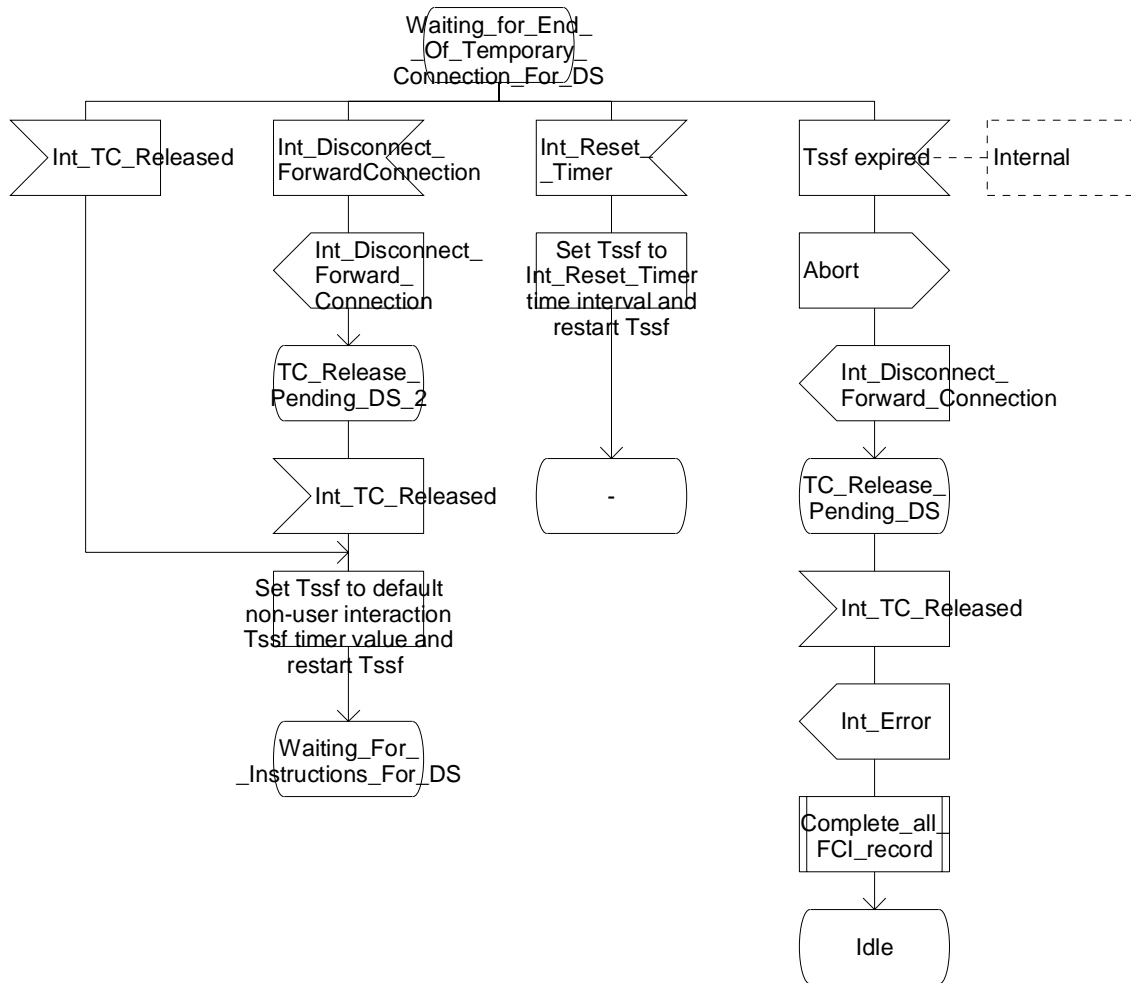 Waiting_for_End_
_Of_Temporary_
Connection_For_DS
Int_TC_Released
Int_Disconnect_
ForwardConnection
Int_Reset_
_Timer
Tssf expired
Internal
Int_Disconnect_
Forward_
Connection
Set Tssf to
Int_Reset_Timer
time interval and
restart Tssf
Abort
TC_Release_
Pending_DS_2
Int_Disconnect_
Forward_Connection
Int_TC_Released
-
TC_Release_
Pending_DS
Set Tssf to default
non-user interaction
Tssf timer value and
restart Tssf
Int_TC_Released
Waiting_For_
_Instructions_For_DS
Int_Error
Complete_all_
FCI_record
Idle